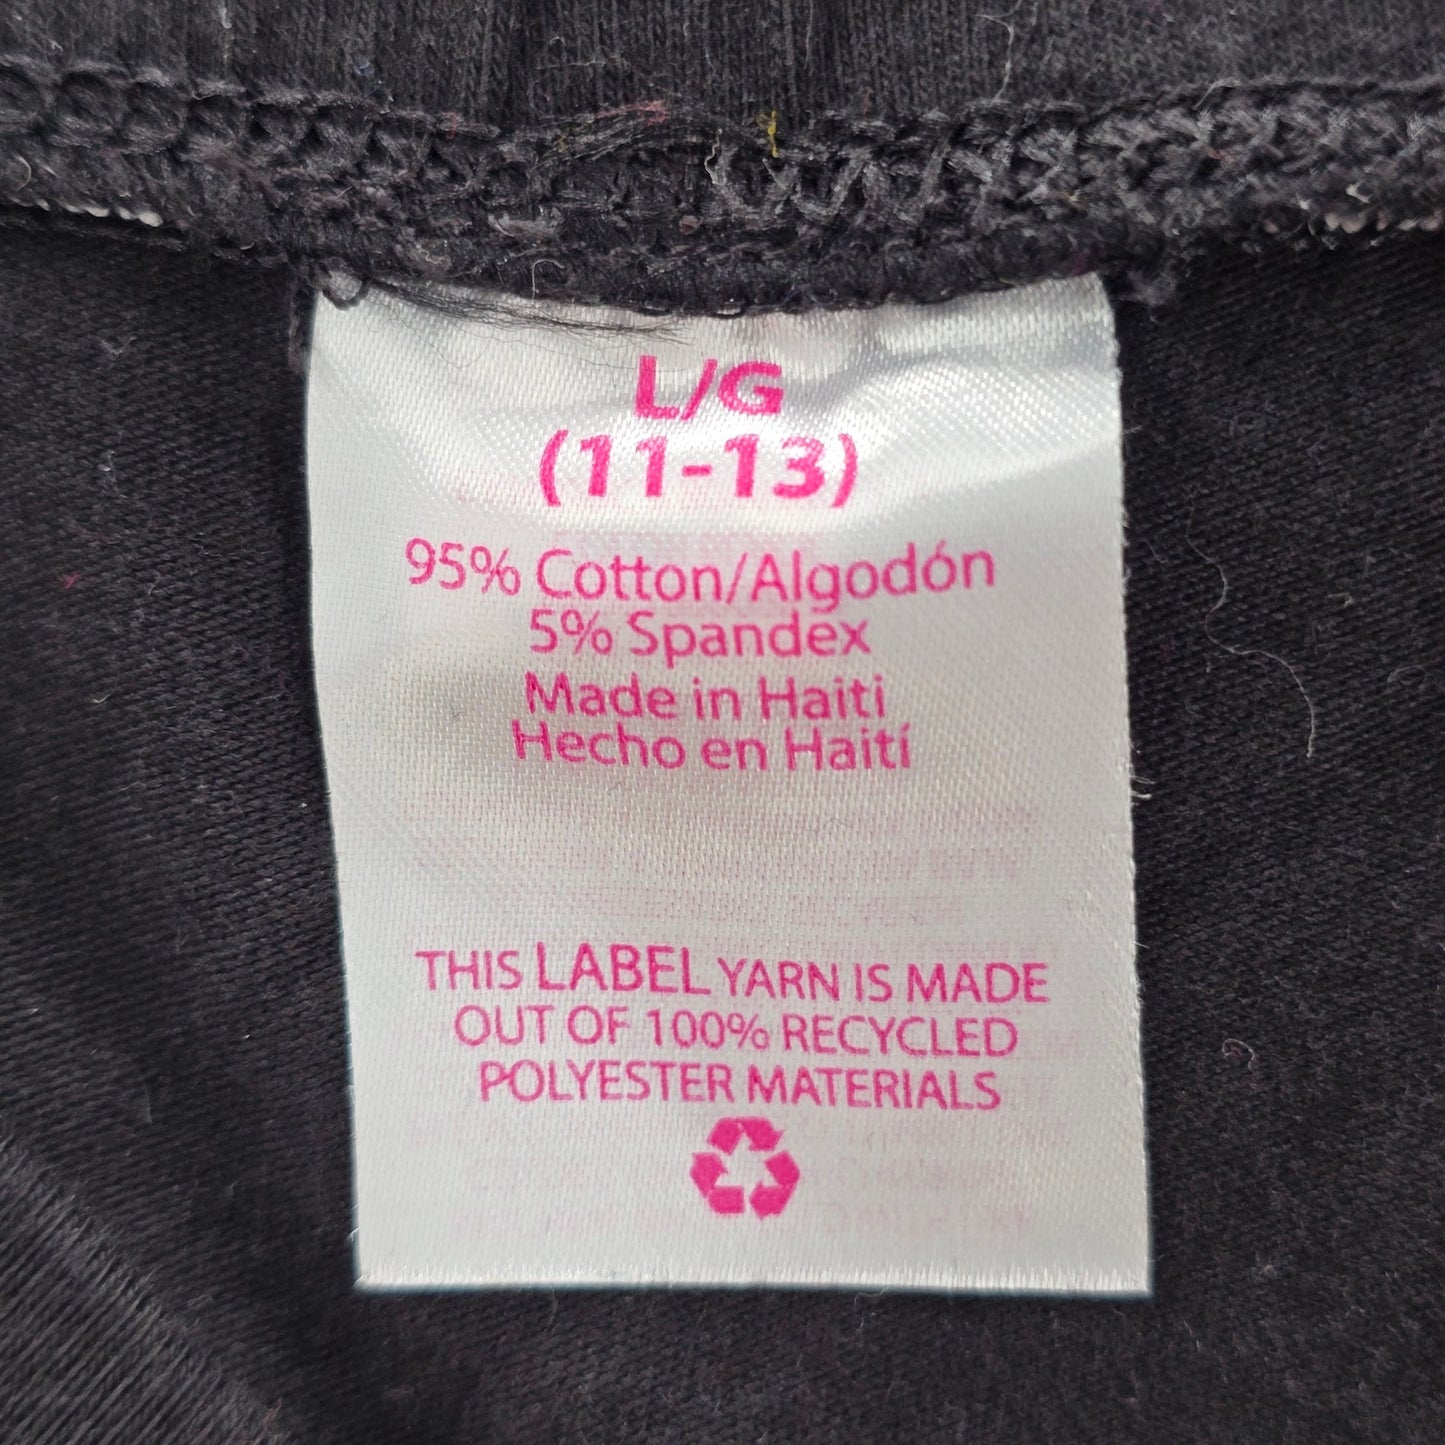 L/G
(11-13)
95% Cotton/Algodón
5% Spandex
Made in Haiti
Hecho en Haití
THIS LABEL YARN IS MADE
OUT OF 100% RECYCLED
POLYESTER MATERIALS